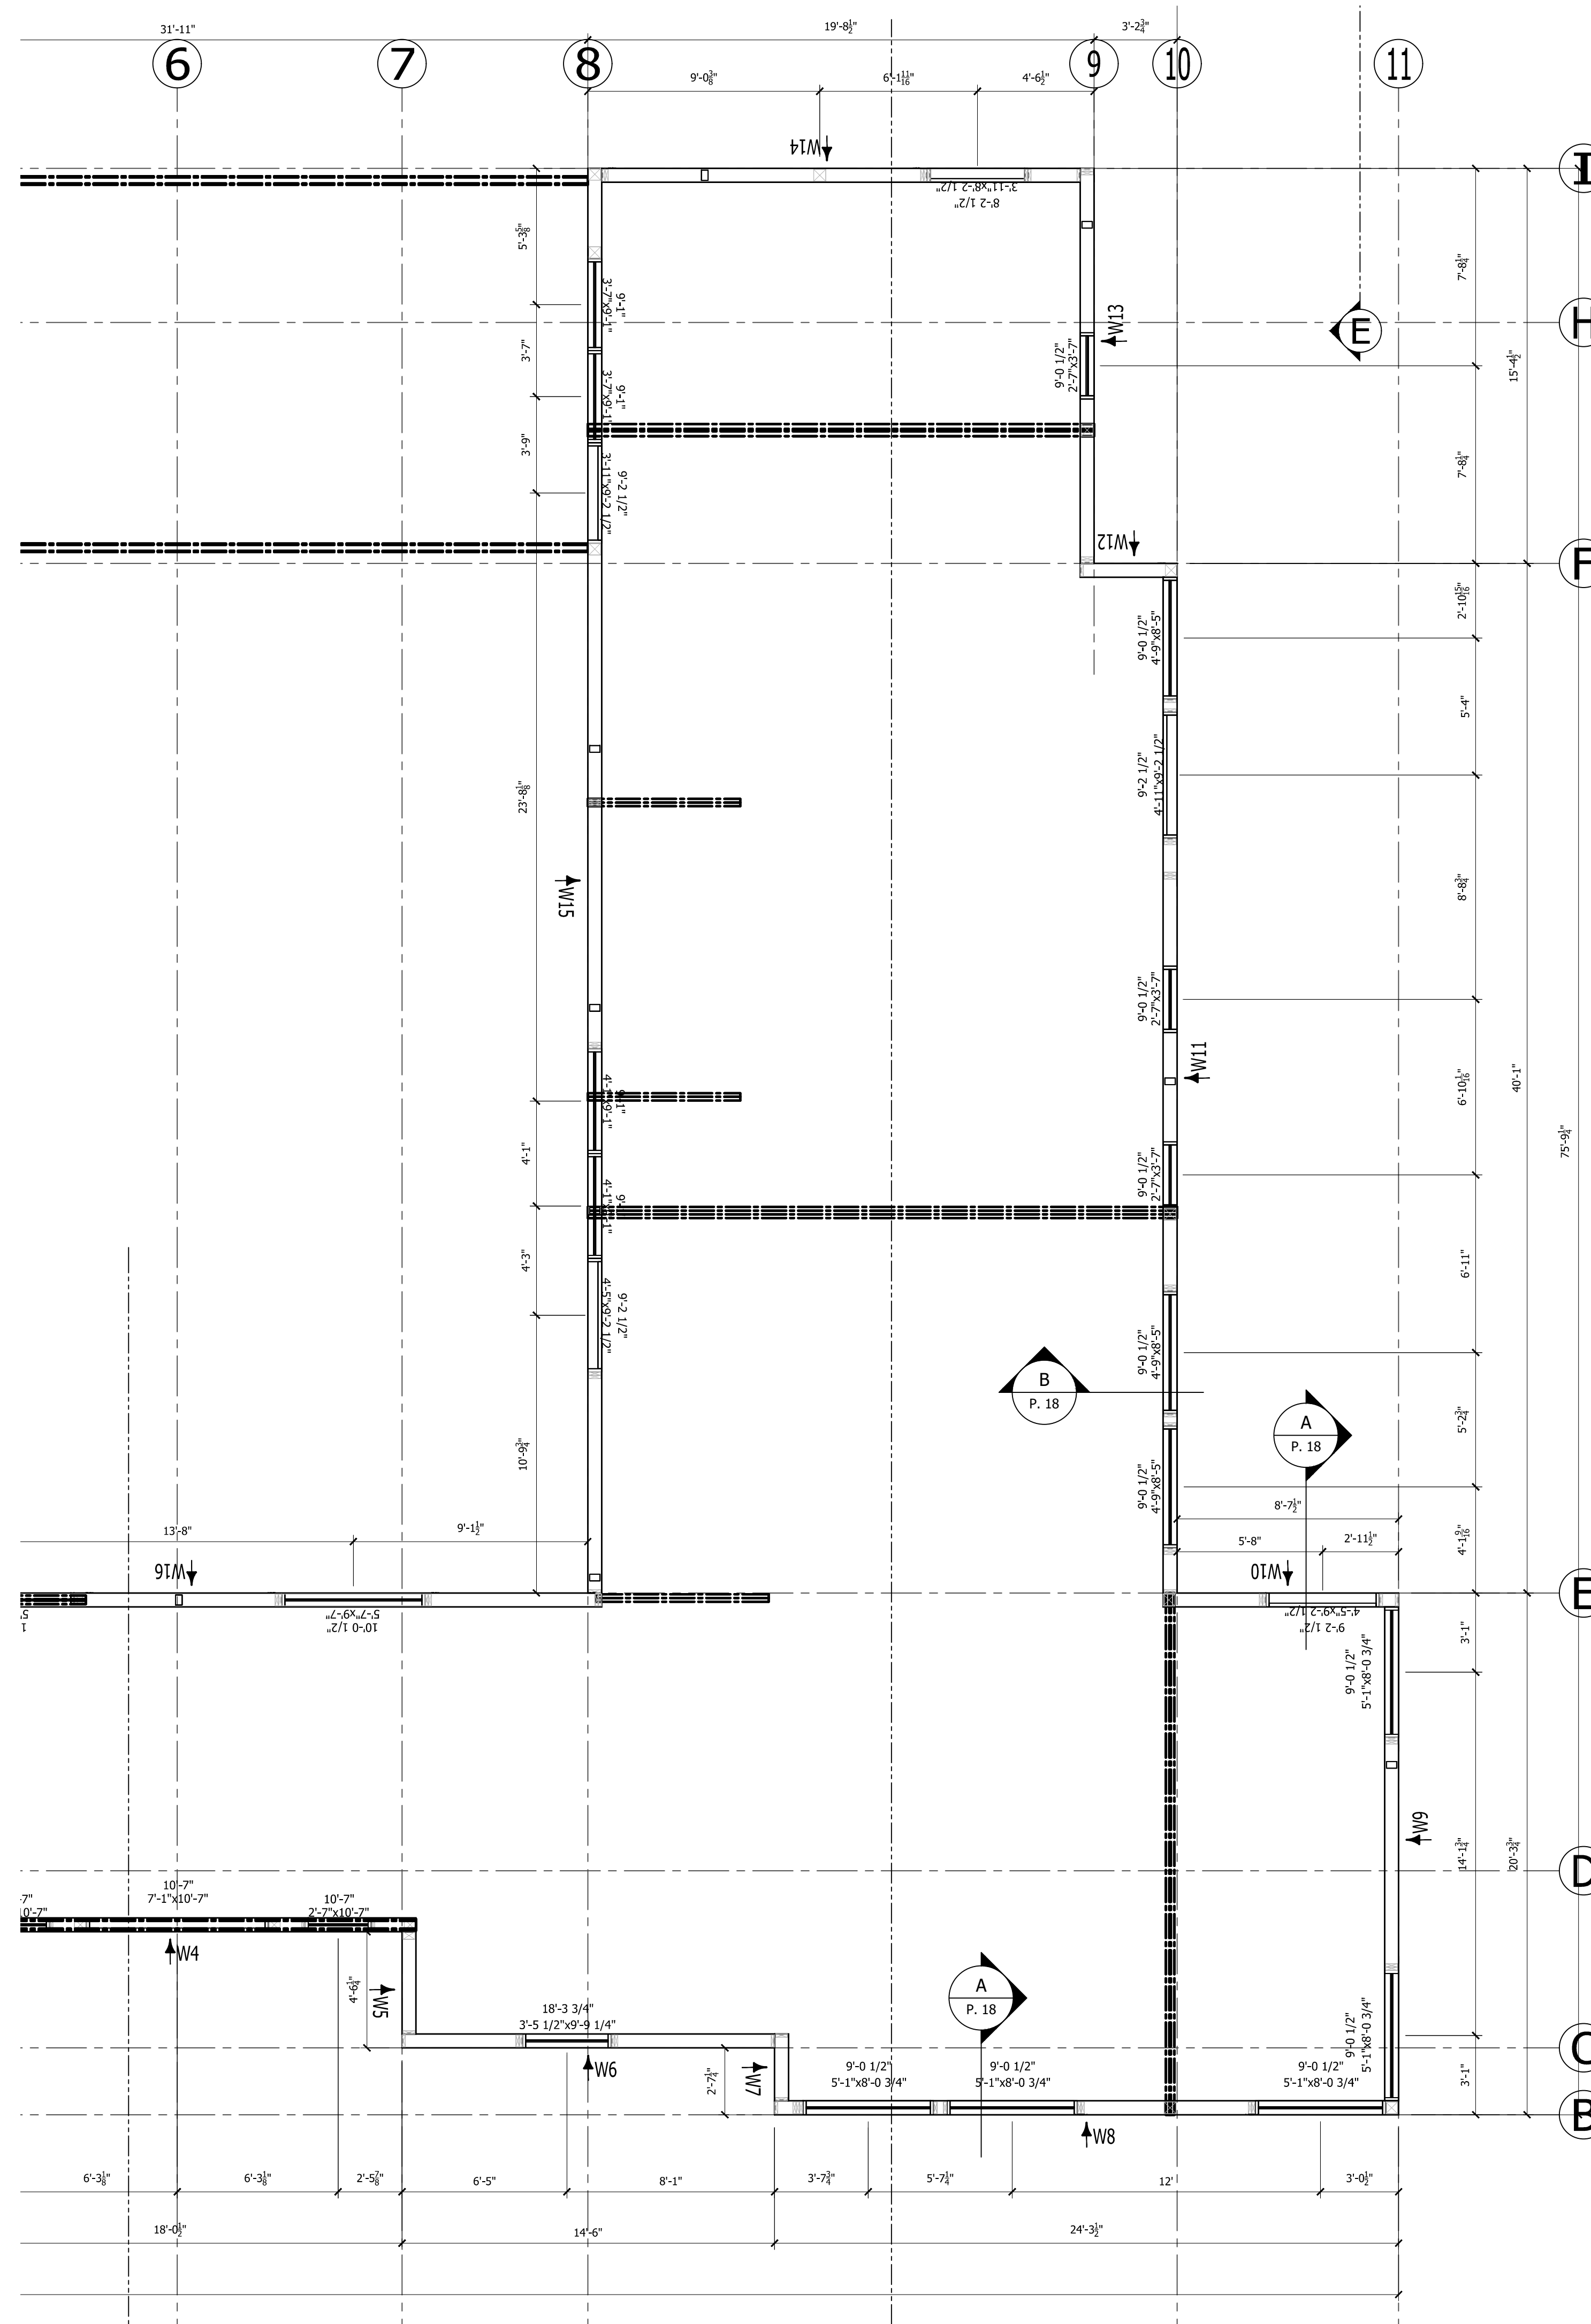 31'-11"
19'-8 1/2"
3'-2 3/4"
6
7
8
9
10
11
9'-0 3/8"
6'-1 11/16"
4'-6 1/2"
W14
I
3'-11"x8'-2 1/2"
8'-2 1/2"
5'-3 5/8"
7'-8 1/4"
9'-1"
3'-7"x9'-1"
W13
E
H
3'-7"
9'-0 1/2"
2'-7"x3'-7"
15'-4 1/2"
9'-1"
3'-7"x9'-1"
3'-9"
7'-8 1/4"
9'-2 1/2"
3'-11"x9'-2 1/2"
W12
F
2'-10 15/16"
9'-0 1/2"
4'-9"x8'-5"
5'-4"
9'-2 1/2"
4'-11"x9'-2 1/2"
23'-8 1/8"
W15
8'-8 3/4"
9'-0 1/2"
2'-7"x3'-7"
W11
6'-10 1/16"
40'-1"
75'-9 1/4"
9'-1"
4'-1"x9'-1"
4'-1"
9'-0 1/2"
2'-7"x3'-7"
4'-3"
6'-11"
9'-2 1/2"
4'-5"x9'-2 1/2"
9'-0 1/2"
4'-9"x8'-5"
B
P. 18
A
P. 18
5'-2 3/4"
10'-9 3/4"
9'-0 1/2"
4'-9"x8'-5"
8'-7 1/2"
13'-8"
9'-1 1/2"
5'-8"
2'-11 1/2"
4'-1 9/16"
W16
W10
E
5'-7"x9'-7"
10'-0 1/2"
4'-5"x9'-2 1/2"
9'-2 1/2"
3'-1"
9'-0 1/2"
5'-1"x8'-0 3/4"
W9
14'-1 3/4"
20'-3 3/4"
D
10'-7"
7'-1"x10'-7"
10'-7"
2'-7"x10'-7"
W4
4'-6 1/4"
W5
A
P. 18
18'-3 3/4"
3'-5 1/2"x9'-9 1/4"
W6
C
2'-7 1/4"
W7
9'-0 1/2"
5'-1"x8'-0 3/4"
9'-0 1/2"
5'-1"x8'-0 3/4"
9'-0 1/2"
5'-1"x8'-0 3/4"
9'-0 1/2"
5'-1"x8'-0 3/4"
3'-1"
B
W8
6'-3 1/8"
6'-3 1/8"
2'-5 7/8"
6'-5"
8'-1"
3'-7 3/4"
5'-7 1/4"
12'
3'-0 1/2"
18'-0 1/2"
14'-6"
24'-3 1/2"